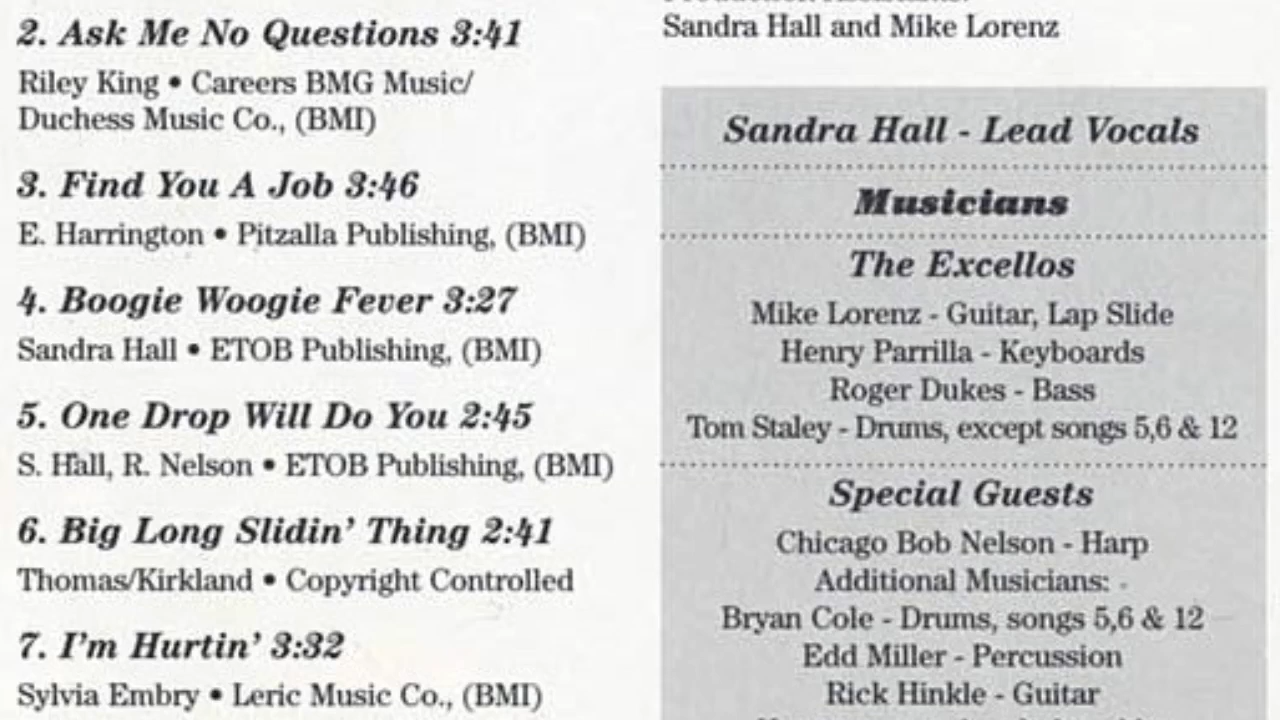 2. Ask Me No Questions 3:41
Riley King • Careers BMG Music/
Duchess Music Co., (BMI)
3. Find You A Job 3:46
E. Harrington • Pitzalla Publishing, (BMI)
4. Boogie Woogie Fever 3:27
Sandra Hall • ETOB Publishing, (BMI)
5. One Drop Will Do You 2:45
S. Hall, R. Nelson • ETOB Publishing, (BMI)
6. Big Long Slidin' Thing 2:41
Thomas/Kirkland • Copyright Controlled
7. I'm Hurtin' 3:32
Sylvia Embry • Leric Music Co., (BMI)
Sandra Hall and Mike Lorenz
Sandra Hall - Lead Vocals
Musicians
The Excellos
Mike Lorenz - Guitar, Lap Slide
Henry Parrilla - Keyboards
Roger Dukes - Bass
Tom Staley - Drums, except songs 5,6 & 12
Special Guests
Chicago Bob Nelson - Harp
Additional Musicians:
Bryan Cole - Drums, songs 5,6 & 12
Edd Miller - Percussion
Rick Hinkle - Guitar